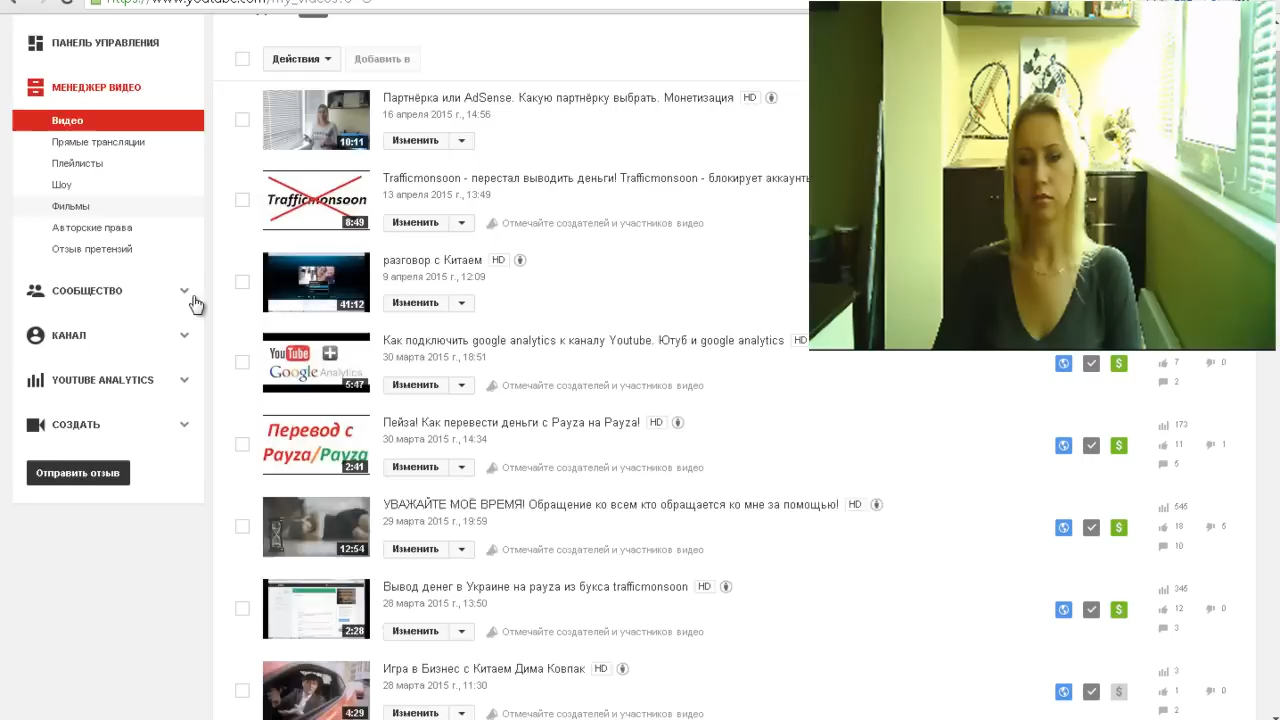 https://www.youtube.com/my_videos?o=U
ПАНЕЛЬ УПРАВЛЕНИЯ
МЕНЕДЖЕР ВИДЕО
Видео
Прямые трансляции
Плейлисты
Шоу
Фильмы
Авторские права
Отзыв претензий
СООБЩЕСТВО
КАНАЛ
YOUTUBE ANALYTICS
СОЗДАТЬ
Отправить отзыв
Действия
Добавить в
10:11
Партнёрка или AdSense. Какую партнёрку выбрать. Монетизация HD
16 апреля 2015 г., 14:56
Изменить
Trafficmonsoon
8:49
Trafficmonsoon - перестал выводить деньги! Trafficmonsoon - блокирует аккаунты
13 апреля 2015 г., 13:49
Изменить
Отмечайте создателей и участников видео
41:12
разговор с Китаем HD
9 апреля 2015 г., 12:09
Изменить
YouTube
Google Analytics
5:47
Как подключить google analytics к каналу Youtube. Ютуб и google analytics HD
30 марта 2015 г., 18:51
Изменить
Отмечайте создателей и участников видео
$
7
0
2
Перевод с
Payza/Payza
2:41
Пейза! Как перевести деньги с Payza на Payza! HD
30 марта 2015 г., 14:34
Изменить
Отмечайте создателей и участников видео
$
173
11
1
6
12:54
УВАЖАЙТЕ МОЁ ВРЕМЯ! Обращение ко всем кто обращается ко мне за помощью! HD
29 марта 2015 г., 19:59
Изменить
Отмечайте создателей и участников видео
$
545
18
5
10
2:28
Вывод денег в Украине на payza из букса trafficmonsoon HD
28 марта 2015 г., 13:50
Изменить
Отмечайте создателей и участников видео
$
345
12
0
3
4:29
Игра в Бизнес с Китаем Дима Ковпак HD
28 марта 2015 г., 11:30
Изменить
Отмечайте создателей и участников видео
$
3
1
0
2